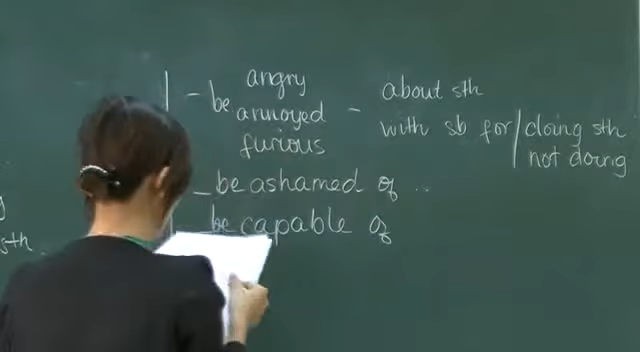 angry
- be annoyed - about sth
furious with sb for/doing sth
not doing
- be ashamed of ..
- be capable of
sth